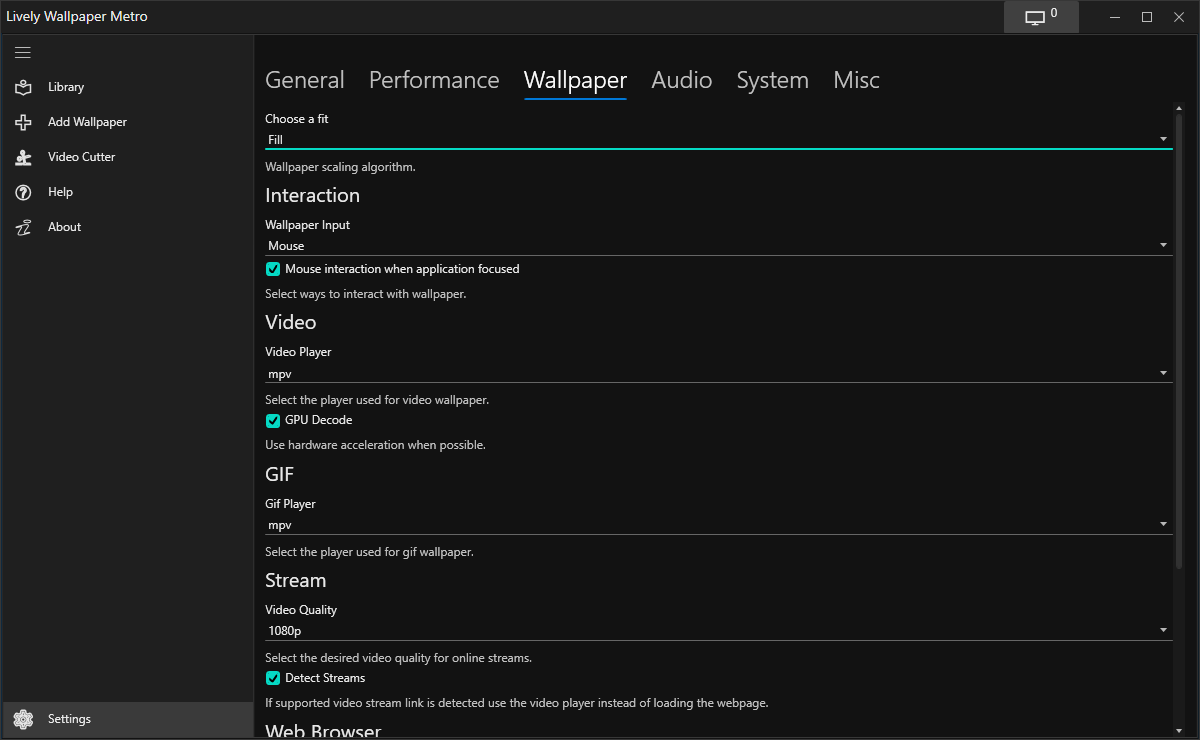 Lively Wallpaper Metro
0
Library
Add Wallpaper
Video Cutter
Help
About
Settings
General Performance Wallpaper Audio System Misc
Choose a fit
Fill
Wallpaper scaling algorithm.
Interaction
Wallpaper Input
Mouse
Mouse interaction when application focused
Select ways to interact with wallpaper.
Video
Video Player
mpv
Select the player used for video wallpaper.
GPU Decode
Use hardware acceleration when possible.
GIF
Gif Player
mpv
Select the player used for gif wallpaper.
Stream
Video Quality
1080p
Select the desired video quality for online streams.
Detect Streams
If supported video stream link is detected use the video player instead of loading the webpage.
Web Browser